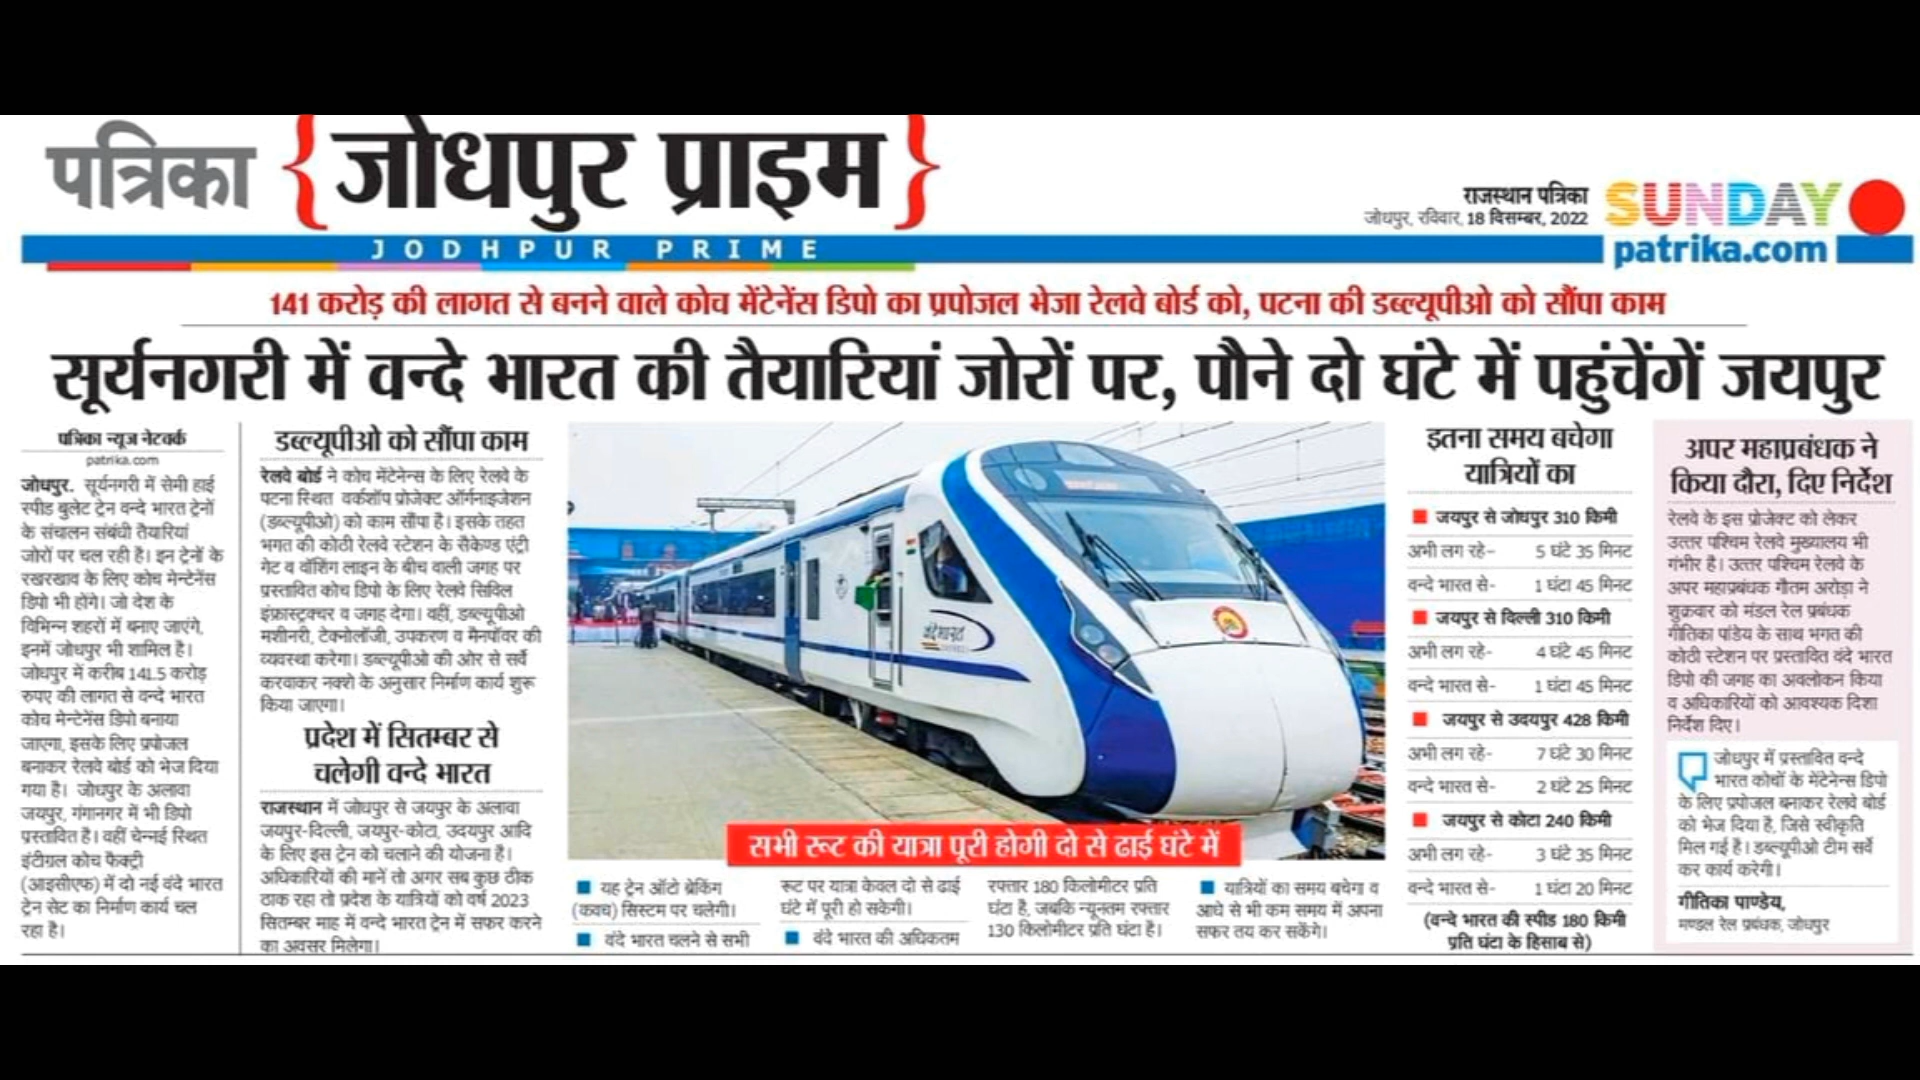 पत्रिका {जोधपुर प्राइम}
JODHPUR PRIME
राजस्थान पत्रिका
जोधपुर, रविवार, 18 दिसम्बर, 2022
SUNDAY
patrika.com
141 करोड़ की लागत से बनने वाले कोच मेंटेनेंस डिपो का प्रपोजल भेजा रेलवे बोर्ड को, पटना की डब्ल्यूपीओ को सौंपा काम
सूर्यनगरी में वन्दे भारत की तैयारियां जोरों पर, पौने दो घंटे में पहुंचेंगें जयपुर
पत्रिका न्यूज नेटवर्क
patrika.com
जोधपुर. सूर्यनगरी में सेमी हाई
स्पीड बुलेट ट्रेन वन्दे भारत ट्रेनों
के संचालन संबंधी तैयारियां
जोरों पर चल रही है। इन ट्रेनों के
रखरखाव के लिए कोच मेन्टेनेंस
डिपो भी होंगे। जो देश के
विभिन्न शहरों में बनाए जाएंगे,
इनमें जोधपुर भी शामिल है।
जोधपुर में करीब 141.5 करोड़
रुपए की लागत से वन्दे भारत
कोच मेन्टेनेंस डिपो बनाया
जाएगा, इसके लिए प्रपोजल
बनाकर रेलवे बोर्ड को भेज दिया
गया है। जोधपुर के अलावा
जयपुर, गंगानगर में भी डिपो
प्रस्तावित है। वहीं चेन्नई स्थित
इंटीग्रल कोच फैक्ट्री
(आइसीएफ) में दो नई वंदे भारत
ट्रेन सेट का निर्माण कार्य चल
रहा है।
डब्ल्यूपीओ को सौंपा काम
रेलवे बोर्ड ने कोच मेंटेनेन्स के लिए रेलवे के
पटना स्थित वर्कशॉप प्रोजेक्ट ऑर्गनाइजेशन
(डब्ल्यूपीओ) को काम सौंपा है। इसके तहत
भगत की कोठी रेलवे स्टेशन के सैकेण्ड एंट्री
गेट व वॉशिंग लाइन के बीच वाली जगह पर
प्रस्तावित कोच डिपो के लिए रेलवे सिविल
इंफ्रास्ट्रक्चर व जगह देगा। वहीं, डब्ल्यूपीओ
मशीनरी, टेक्नोलॉजी, उपकरण व मैनपॉवर की
व्यवस्था करेगा। डब्ल्यूपीओ की ओर से सर्वे
करवाकर नक्शे के अनुसार निर्माण कार्य शुरू
किया जाएगा।
प्रदेश में सितम्बर से
चलेगी वन्दे भारत
राजस्थान में जोधपुर से जयपुर के अलावा
जयपुर-दिल्ली, जयपुर-कोटा, उदयपुर आदि
के लिए इस ट्रेन को चलाने की योजना है।
अधिकारियों की मानें तो अगर सब कुछ ठीक
ठाक रहा तो प्रदेश के यात्रियों को वर्ष 2023
सितम्बर माह में वन्दे भारत ट्रेन में सफर करने
का अवसर मिलेगा।
वंदे भारत
सभी रूट की यात्रा पूरी होगी दो से ढाई घंटे में
यह ट्रेन ऑटो ब्रेकिंग
(कवच) सिस्टम पर चलेगी।
वंदे भारत चलने से सभी
रूट पर यात्रा केवल दो से ढाई
घंटे में पूरी हो सकेगी।
वंदे भारत की अधिकतम
रफ्तार 180 किलोमीटर प्रति
घंटा है, जबकि न्यूनतम रफ्तार
130 किलोमीटर प्रति घंटा है।
यात्रियों का समय बचेगा व
आधे से भी कम समय में अपना
सफर तय कर सकेंगे।
इतना समय बचेगा
यात्रियों का
जयपुर से जोधपुर 310 किमी
अभी लग रहे- 5 घंटे 35 मिनट
वन्दे भारत से- 1 घंटा 45 मिनट
जयपुर से दिल्ली 310 किमी
अभी लग रहे- 4 घंटे 45 मिनट
वन्दे भारत से- 1 घंटा 45 मिनट
जयपुर से उदयपुर 428 किमी
अभी लग रहे- 7 घंटे 30 मिनट
वन्दे भारत से- 2 घंटे 25 मिनट
जयपुर से कोटा 240 किमी
अभी लग रहे- 3 घंटे 35 मिनट
वन्दे भारत से- 1 घंटा 20 मिनट
(वन्दे भारत की स्पीड 180 किमी
प्रति घंटा के हिसाब से)
अपर महाप्रबंधक ने
किया दौरा, दिए निर्देश
रेलवे के इस प्रोजेक्ट को लेकर
उत्तर पश्चिम रेलवे मुख्यालय भी
गंभीर है। उत्तर पश्चिम रेलवे के
अपर महाप्रबंधक गौतम अरोड़ा ने
शुक्रवार को मंडल रेल प्रबंधक
गीतिका पांडेय के साथ भगत की
कोठी स्टेशन पर प्रस्तावित वंदे भारत
डिपो की जगह का अवलोकन किया
व अधिकारियों को आवश्यक दिशा
निर्देश दिए।
जोधपुर में प्रस्तावित वन्दे
भारत कोचों के मेंटेनेन्स डिपो
के लिए प्रपोजल बनाकर रेलवे बोर्ड
को भेज दिया है, जिसे स्वीकृति
मिल गई है। डब्ल्यूपीओ टीम सर्वे
कर कार्य करेगी।
गीतिका पाण्डेय,
मण्डल रेल प्रबंधक, जोधपुर